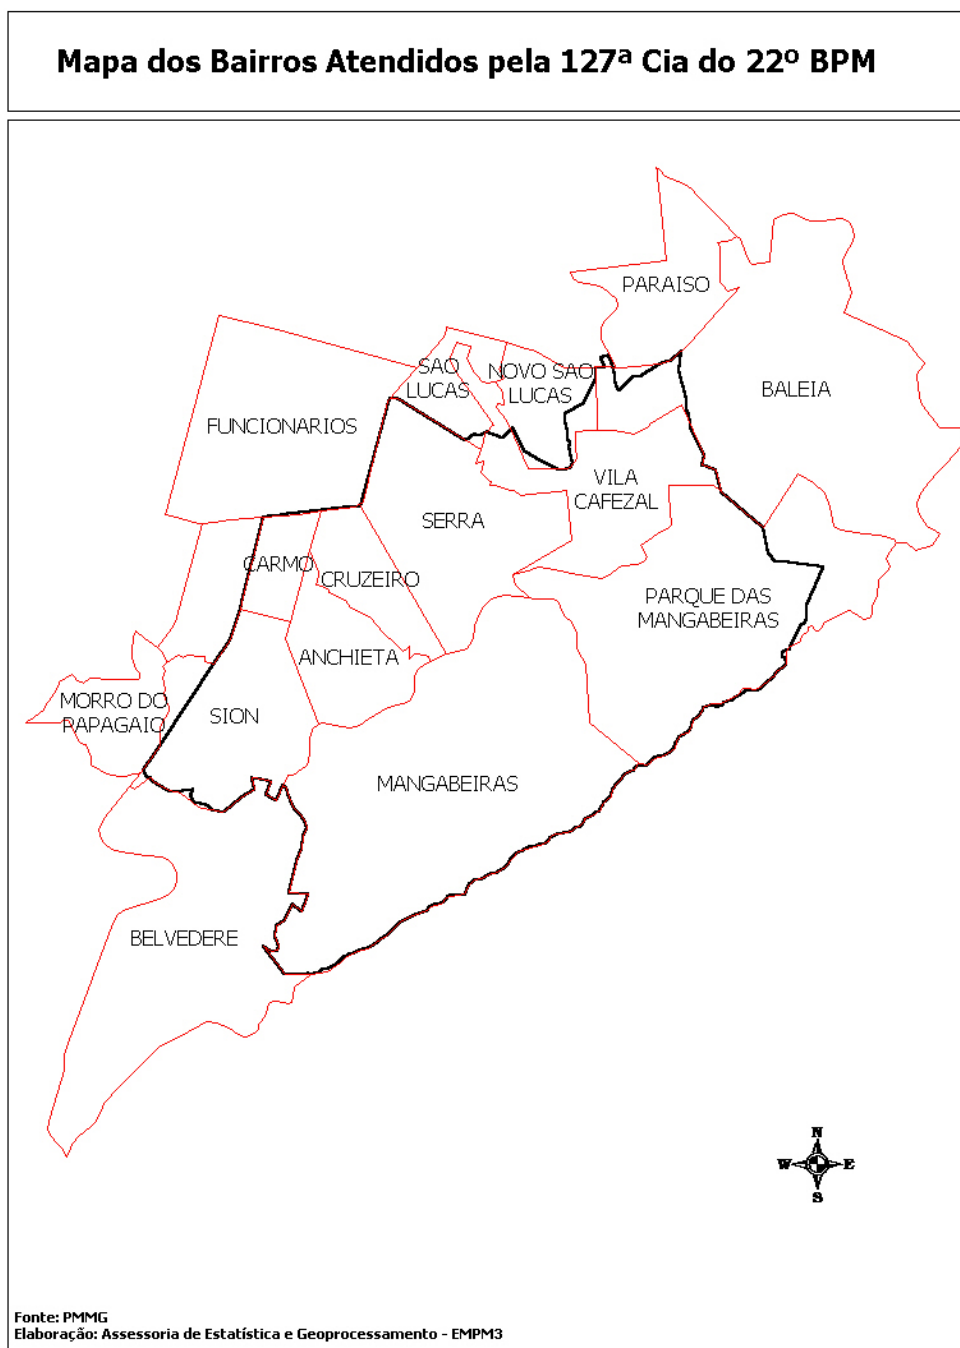 Mapa dos Bairros Atendidos pela 127ª Cia do 22º BPM
PARAISO
SAO
LUCAS
NOVO SAO
LUCAS
BALEIA
FUNCIONARIOS
VILA
CAFEZAL
SERRA
CARMO
CRUZEIRO
PARQUE DAS
MANGABEIRAS
ANCHIETA
MORRO DO
PAPAGAIO
SION
MANGABEIRAS
BELVEDERE
N
W E
S
Fonte: PMMG
Elaboração: Assessoria de Estatística e Geoprocessamento - EMPM3